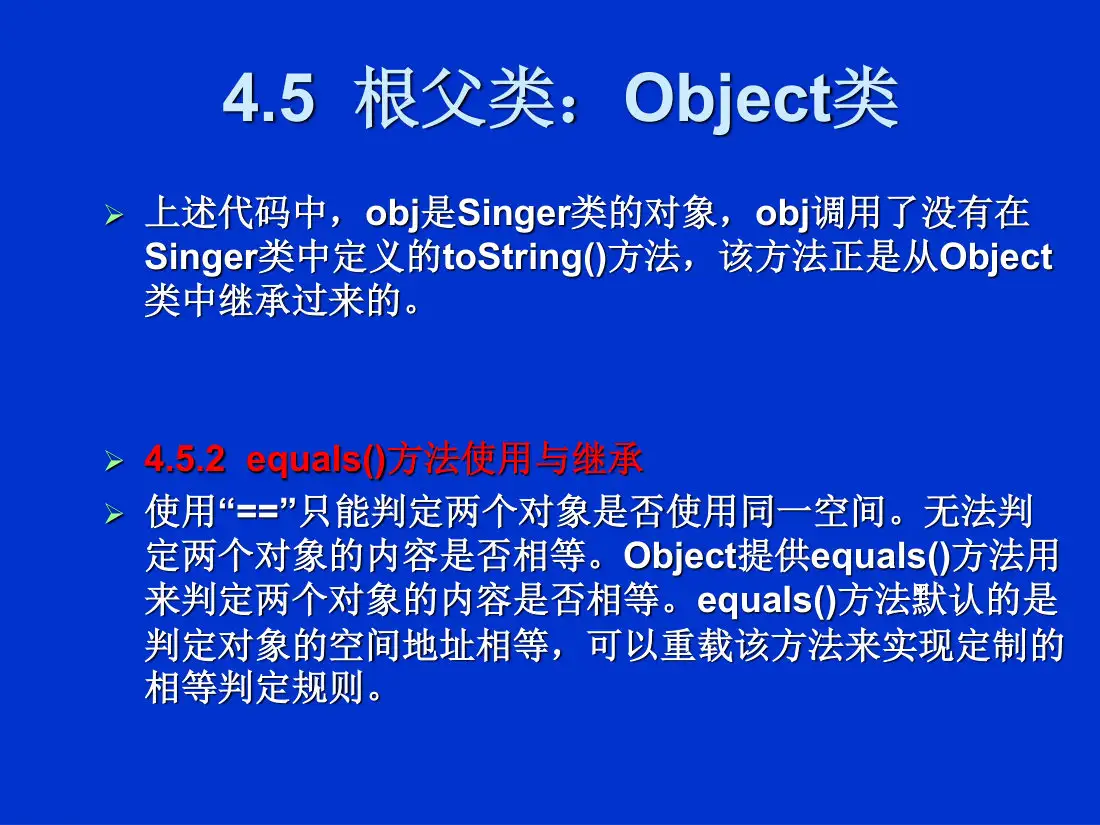 4.5 根父类：Object类
上述代码中，obj是Singer类的对象，obj调用了没有在
Singer类中定义的toString()方法，该方法正是从Object
类中继承过来的。
4.5.2 equals()方法使用与继承
使用“==”只能判定两个对象是否使用同一空间。无法判
定两个对象的内容是否相等。Object提供equals()方法用
来判定两个对象的内容是否相等。equals()方法默认的是
判定对象的空间地址相等，可以重载该方法来实现定制的
相等判定规则。